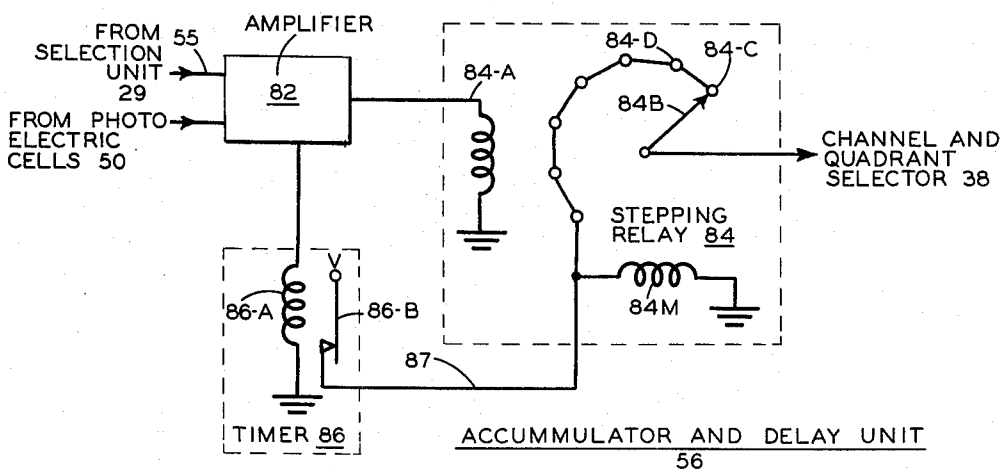 FROM
SELECTION
UNIT
29
55
AMPLIFIER
82
FROM PHOTO
ELECTRIC
CELLS 50
84-A
84-D
84-C
84B
CHANNEL AND
QUADRANT
SELECTOR 38
STEPPING
RELAY 84
84M
V
86-A
86-B
87
TIMER 86
ACCUMMULATOR AND DELAY UNIT
56